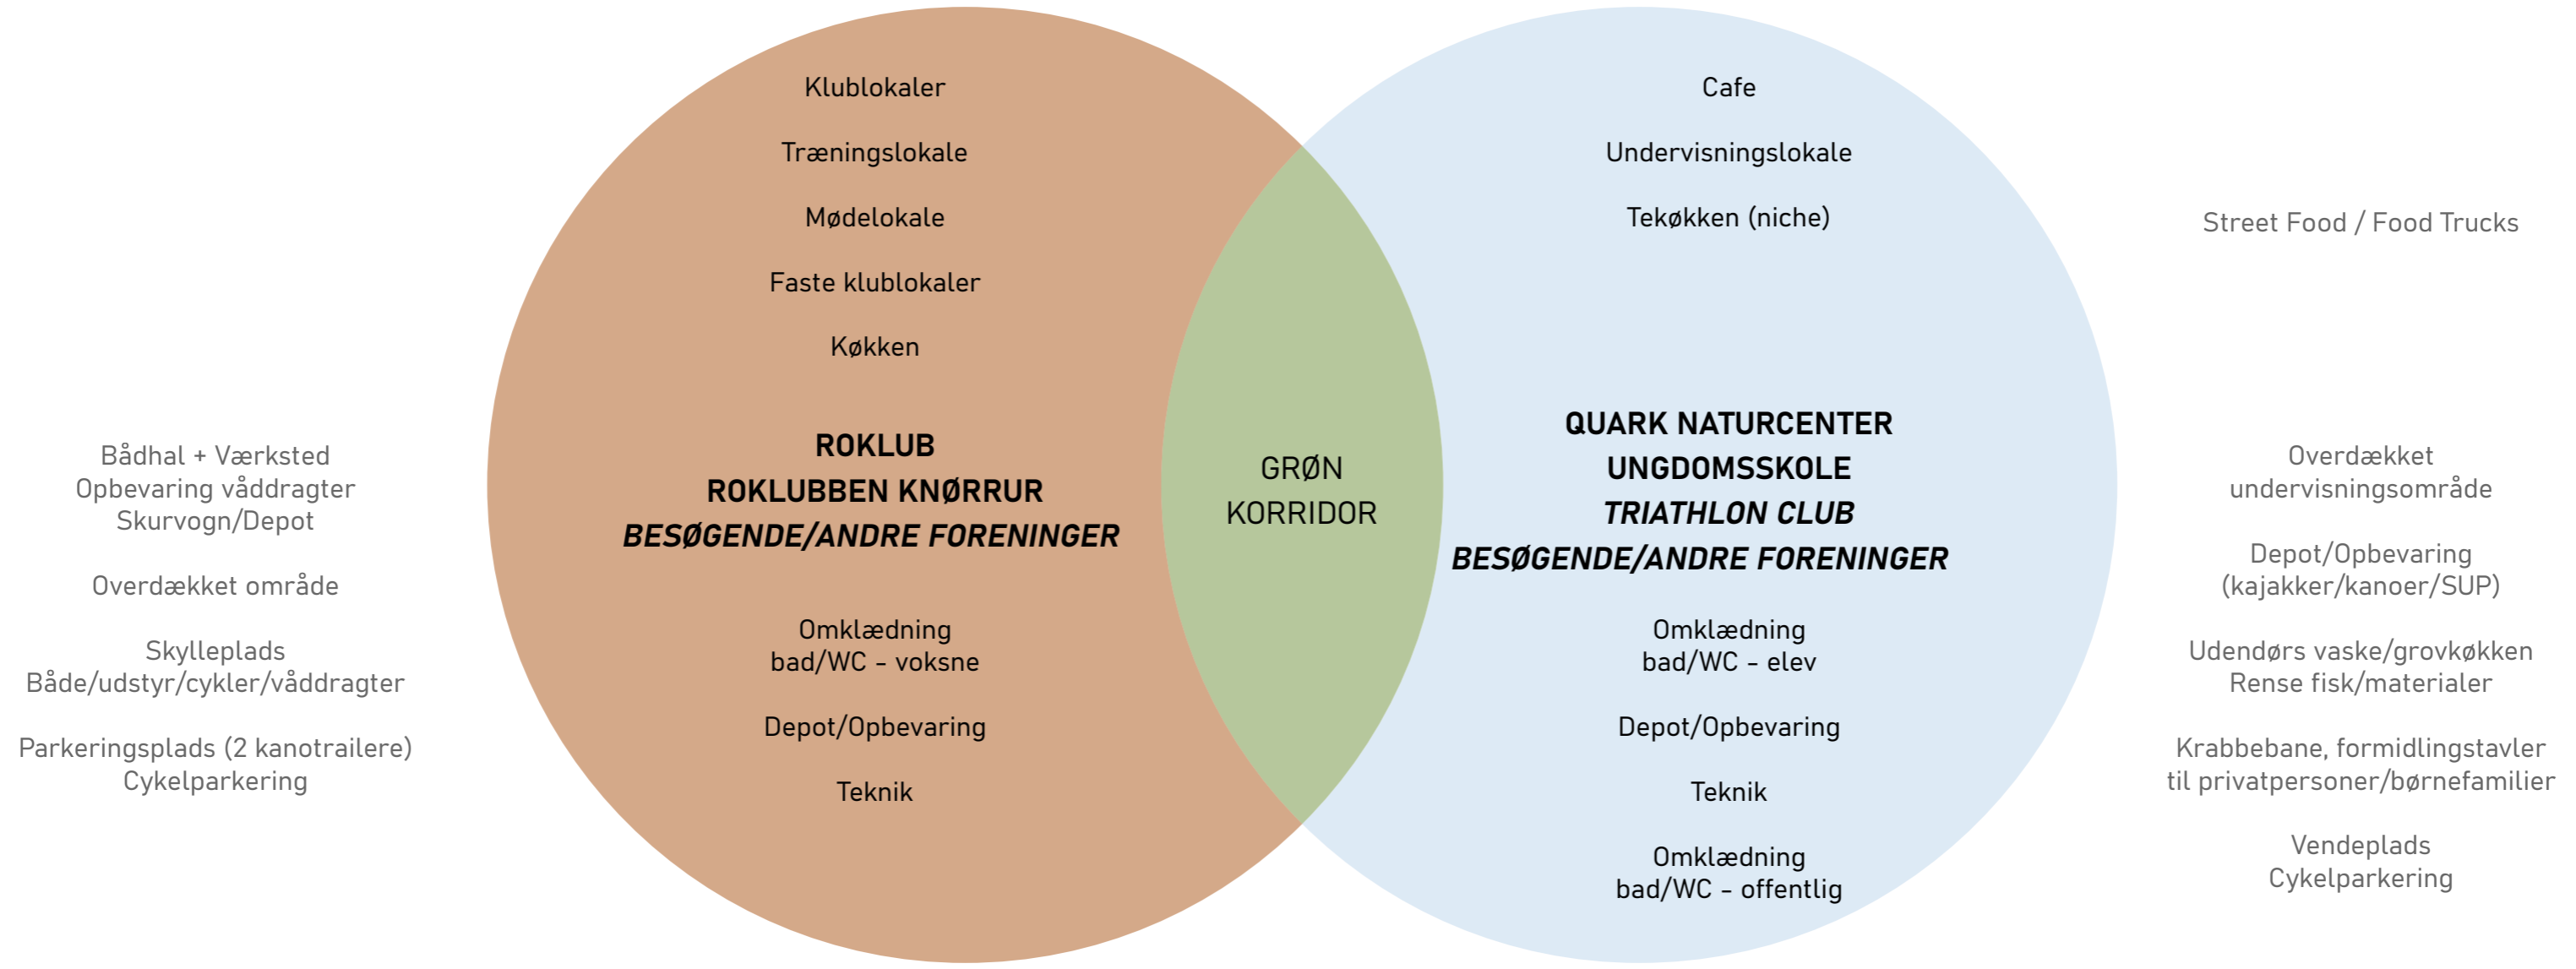 Klublokaler
Træningslokale
Mødelokale
Faste klublokaler
Køkken
ROKLUB
ROKLUBBEN KNØRRUR
BESØGENDE/ANDRE FORENINGER
Omklædning
bad/WC - voksne
Depot/Opbevaring
Teknik
Bådhal + Værksted
Opbevaring våddragter
Skurvogn/Depot
Overdækket område
Skylleplads
Både/udstyr/cykler/våddragter
Parkeringsplads (2 kanotrailere)
Cykelparkering
GRØN
KORRIDOR
Cafe
Undervisningslokale
Tekøkken (niche)
QUARK NATURCENTER
UNGDOMSSKOLE
TRIATHLON CLUB
BESØGENDE/ANDRE FORENINGER
Omklædning
bad/WC - elev
Depot/Opbevaring
Teknik
Omklædning
bad/WC - offentlig
Street Food / Food Trucks
Overdækket
undervisningsområde
Depot/Opbevaring
(kajakker/kanoer/SUP)
Udendørs vaske/grovkøkken
Rense fisk/materialer
Krabbebane, formidlingstavler
til privatpersoner/børnefamilier
Vendeplads
Cykelparkering